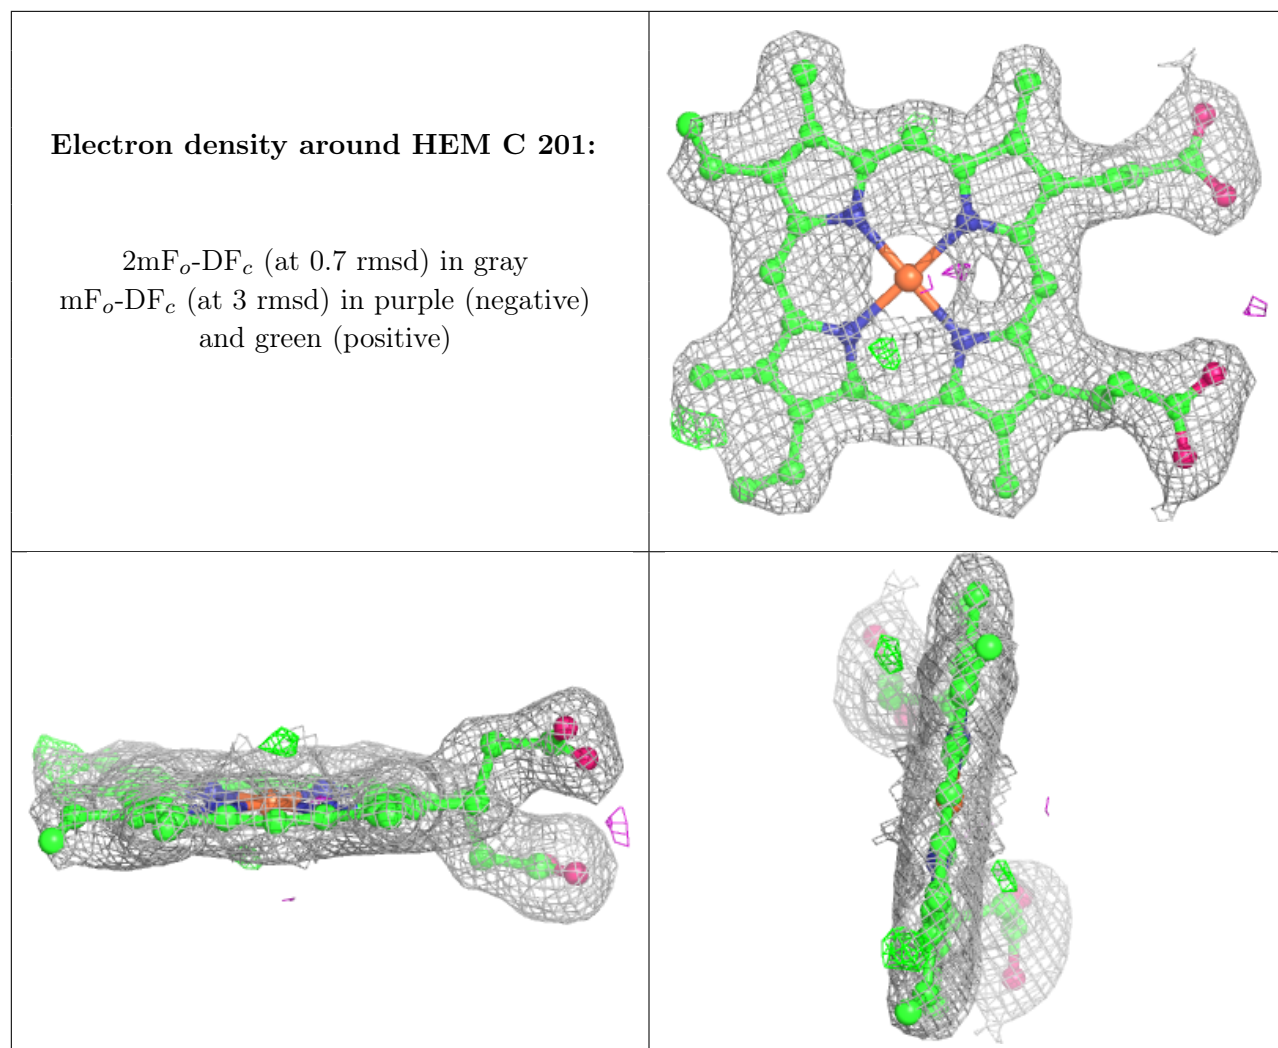 Electron density around HEM C 201:
2mFo-DFc (at 0.7 rmsd) in gray
mFo-DFc (at 3 rmsd) in purple (negative)
and green (positive)